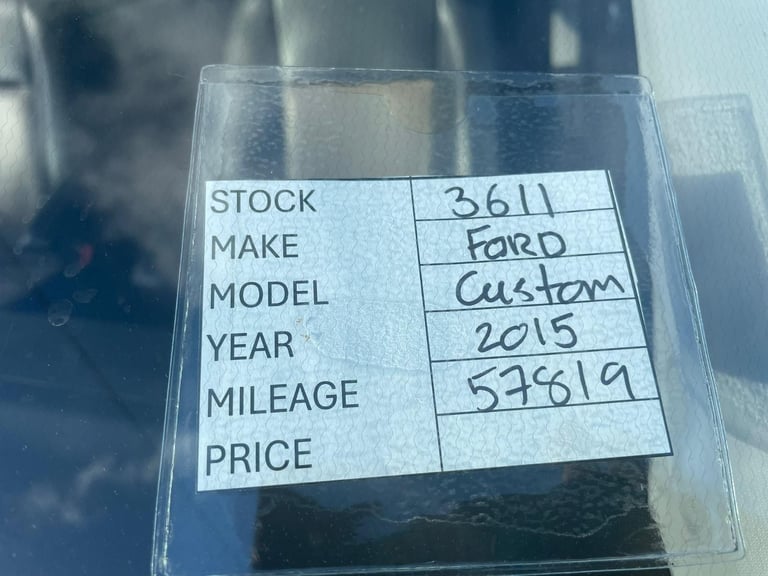 STOCK 3611
MAKE FORD
MODEL Custom
YEAR 2015
MILEAGE 57819
PRICE